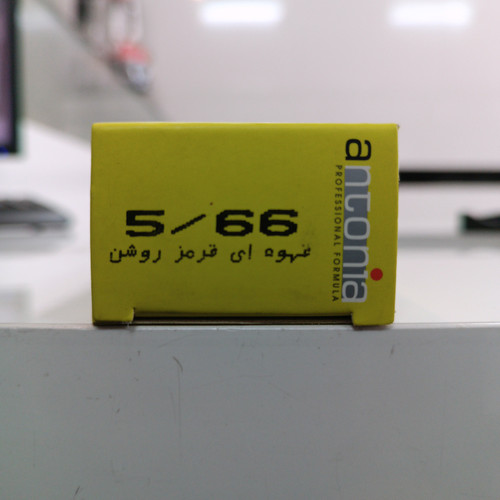 5/66
قهوه ای قرمز روشن
antonia
PROFESSIONAL FORMULA